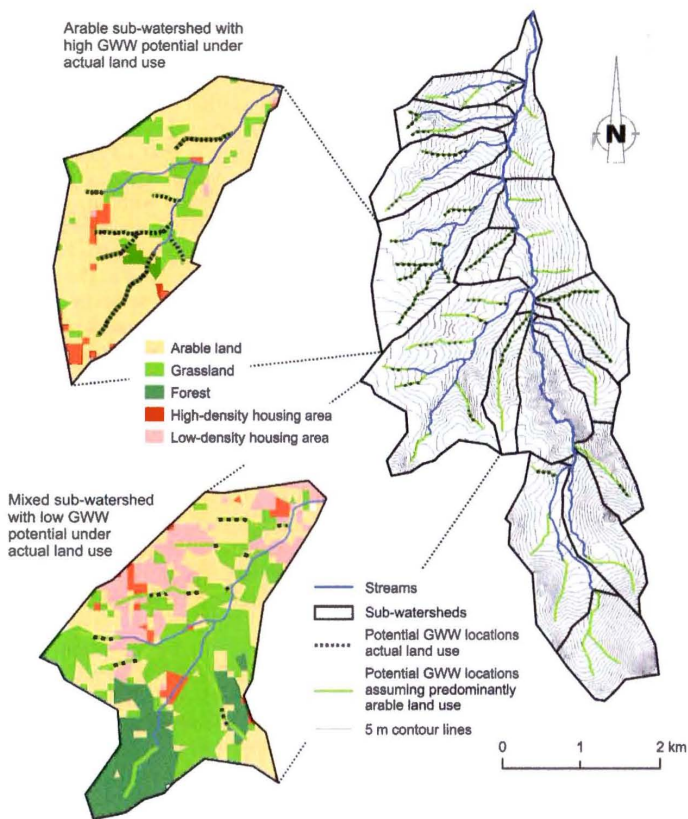 Arable sub-watershed with
high GWW potential under
actual land use
N
Arable land
Grassland
Forest
High-density housing area
Low-density housing area
Mixed sub-watershed
with low GWW
potential under
actual land use
Streams
Sub-watersheds
Potential GWW locations
actual land use
Potential GWW locations
assuming predominantly
arable land use
5 m contour lines
0 1 2 km